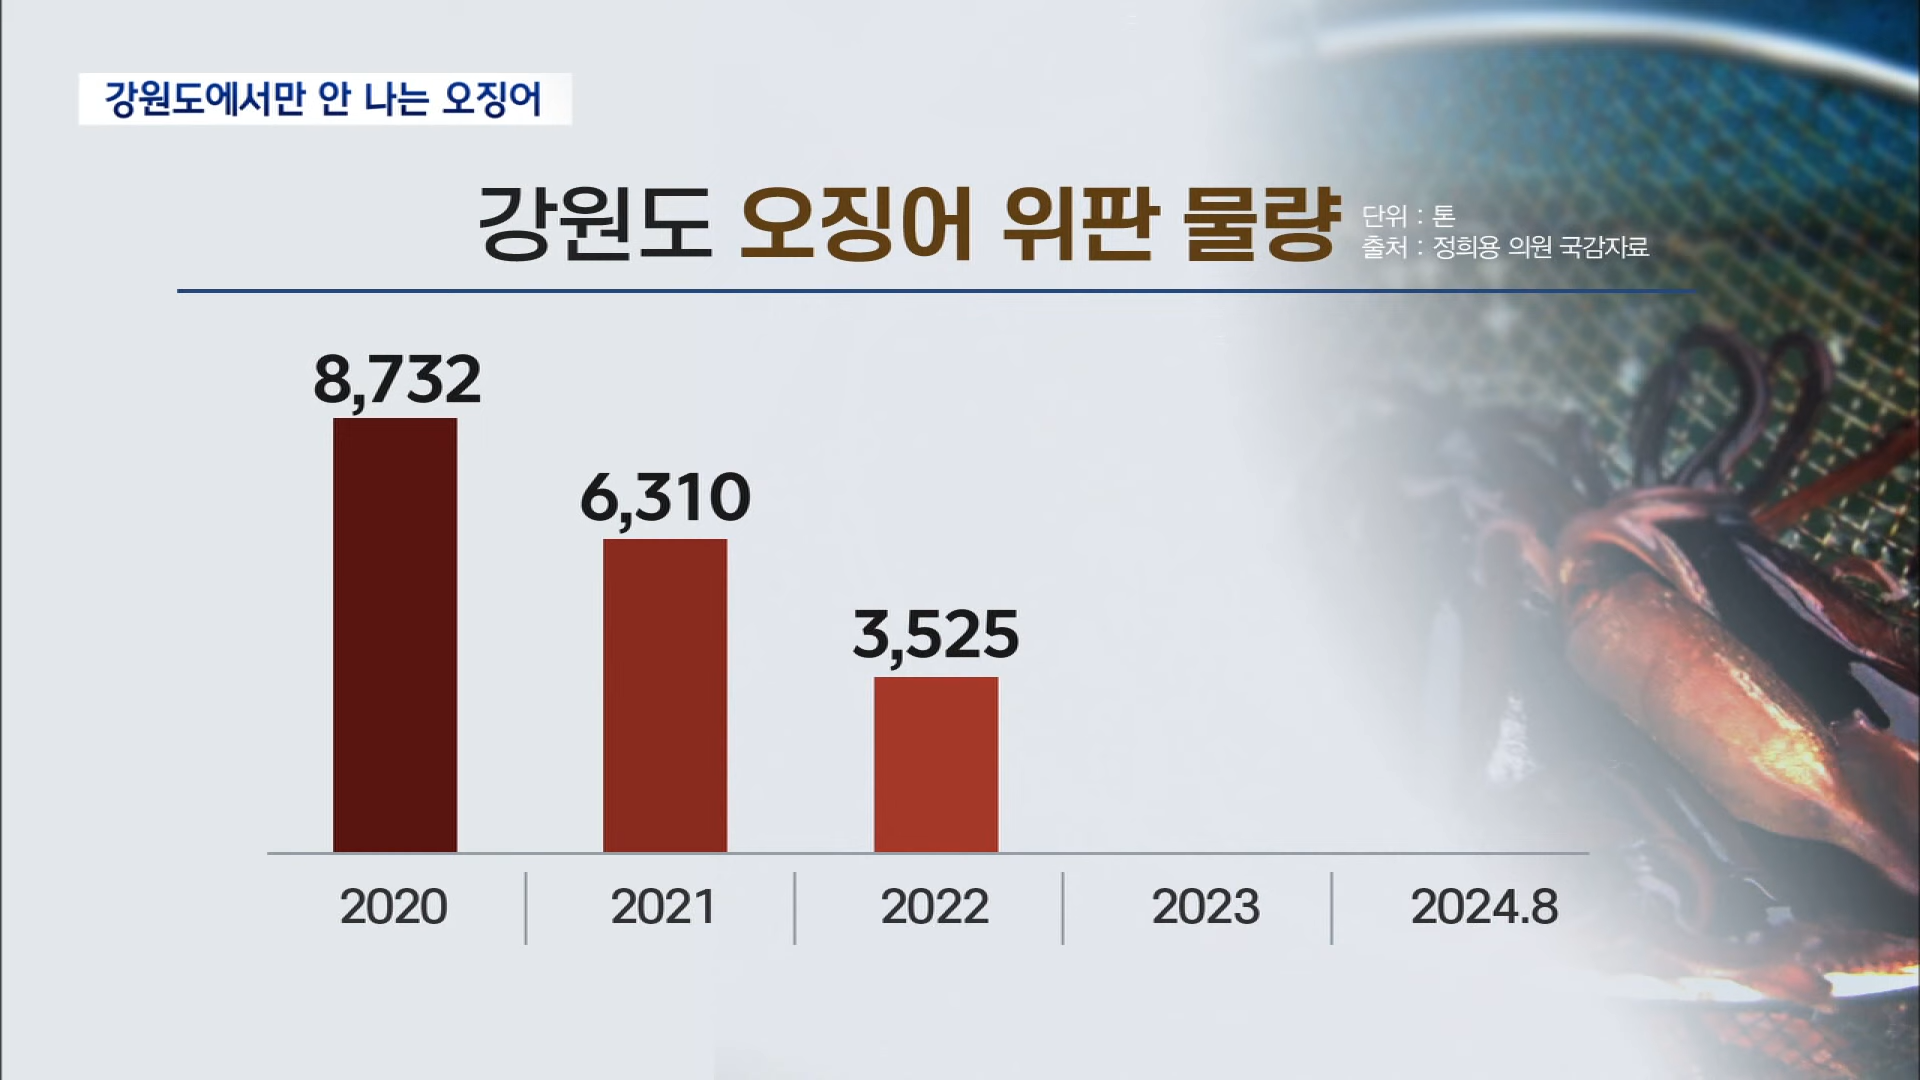 강원도에서만 안 나는 오징어
강원도 오징어 위판 물량
단위 : 톤
출처 : 정희용 의원 국감자료
8,732
6,310
3,525
2020
2021
2022
2023
2024.8